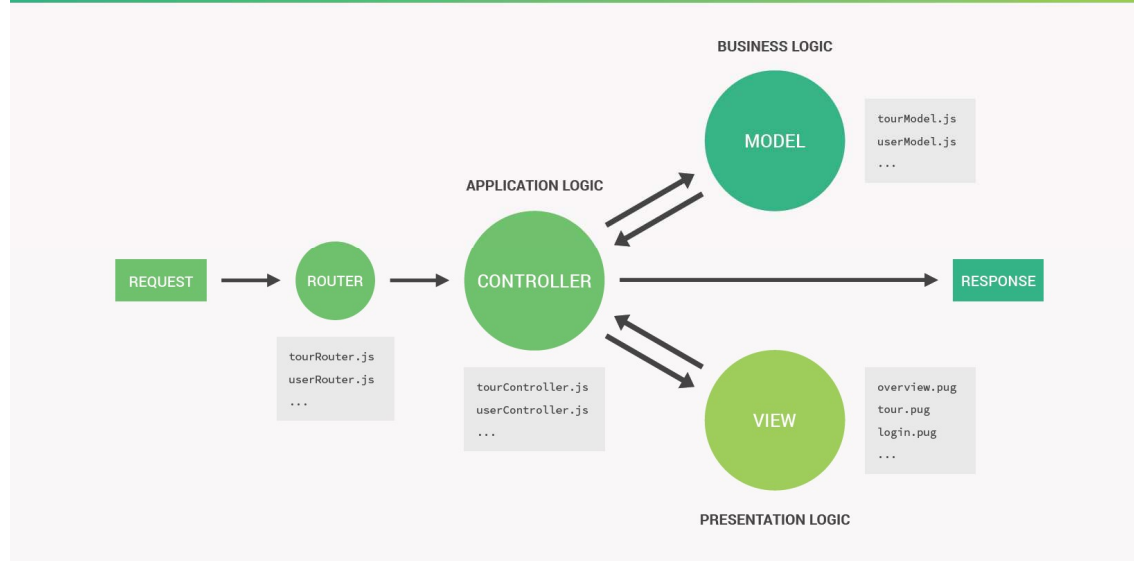 BUSINESS LOGIC
MODEL
tourModel.js
userModel.js
...
APPLICATION LOGIC
REQUEST
ROUTER
CONTROLLER
RESPONSE
tourRouter.js
userRouter.js
...
tourController.js
userController.js
...
VIEW
overview.pug
tour.pug
login.pug
...
PRESENTATION LOGIC